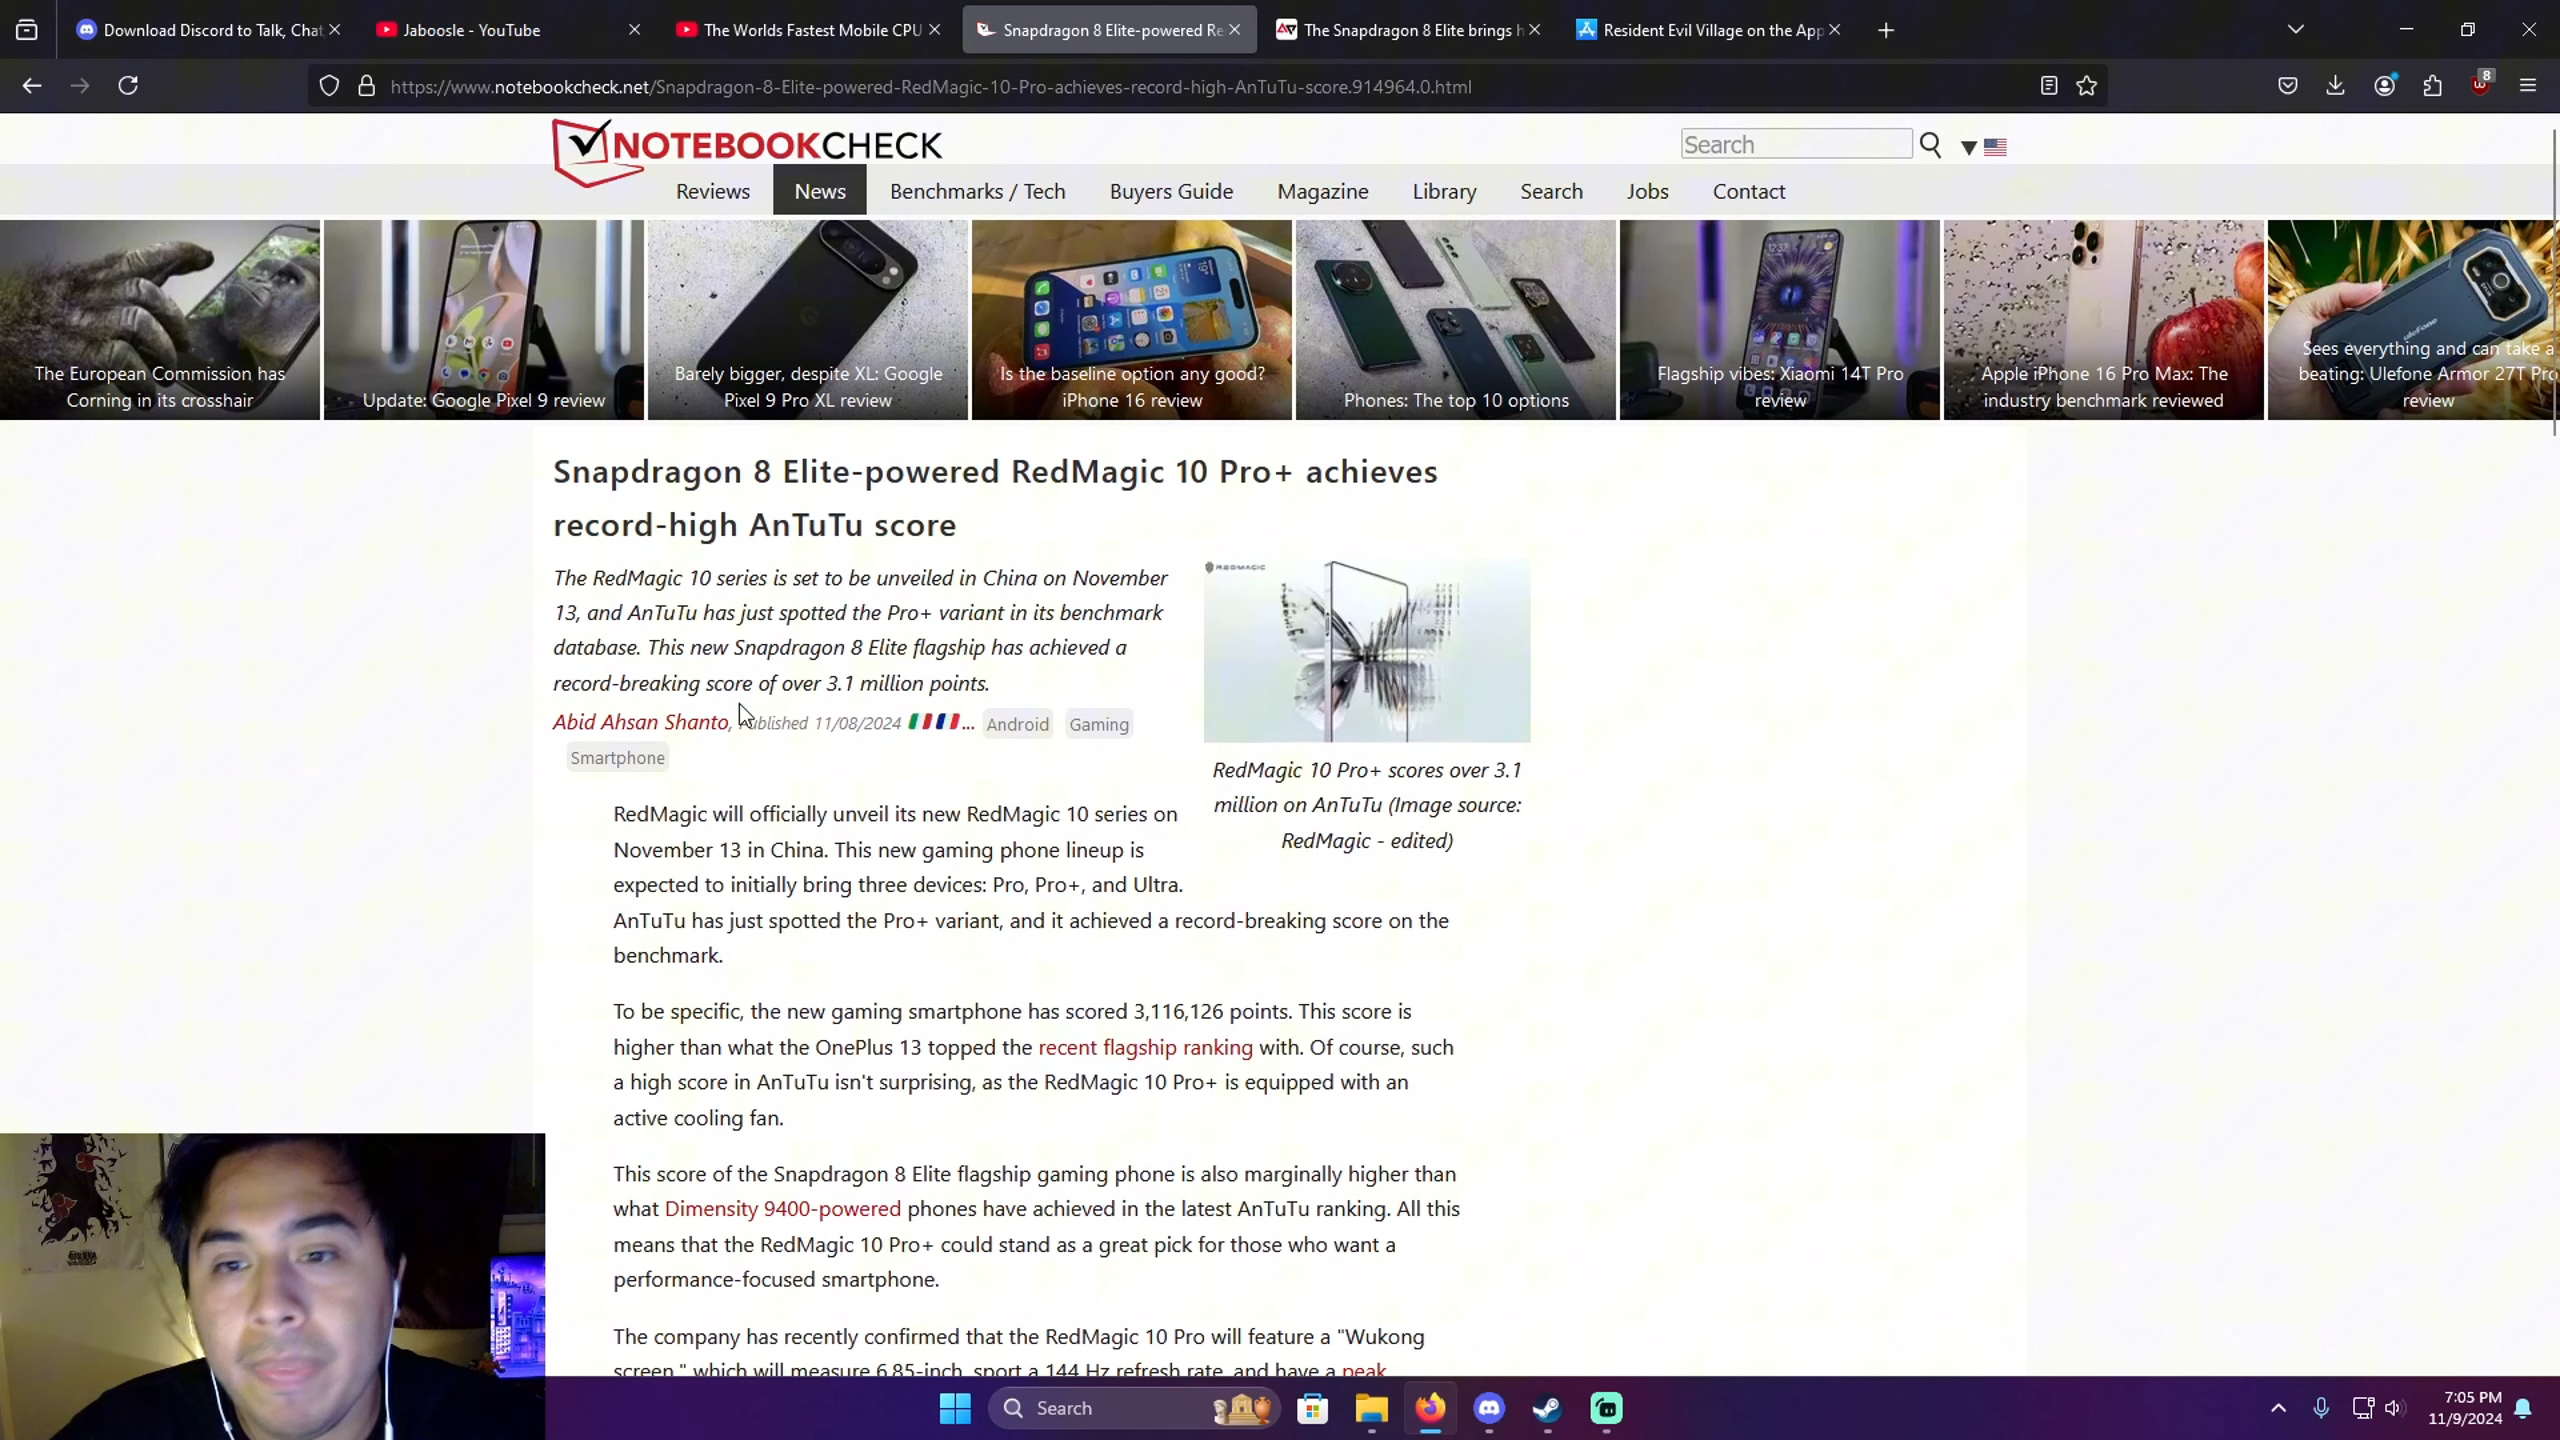 Download Discord to Talk, Chat
Jaboosle - YouTube
The Worlds Fastest Mobile CPU
Snapdragon 8 Elite-powered Re
The Snapdragon 8 Elite brings h
Resident Evil Village on the App
https://www.notebookcheck.net/Snapdragon-8-Elite-powered-RedMagic-10-Pro-achieves-record-high-AnTuTu-score.914964.0.html
8
NOTEBOOKCHECK
Search
Reviews News Benchmarks / Tech Buyers Guide Magazine Library Search Jobs Contact
The European Commission has
Corning in its crosshair
Update: Google Pixel 9 review
Barely bigger, despite XL: Google
Pixel 9 Pro XL review
Is the baseline option any good?
iPhone 16 review
Phones: The top 10 options
Flagship vibes: Xiaomi 14T Pro
review
Apple iPhone 16 Pro Max: The
industry benchmark reviewed
Sees everything and can take a
beating: Ulefone Armor 27T Pro
review
Snapdragon 8 Elite-powered RedMagic 10 Pro+ achieves
record-high AnTuTu score
The RedMagic 10 series is set to be unveiled in China on November
13, and AnTuTu has just spotted the Pro+ variant in its benchmark
database. This new Snapdragon 8 Elite flagship has achieved a
record-breaking score of over 3.1 million points.
Abid Ahsan Shanto, Published 11/08/2024 ... Android Gaming
Smartphone
REDMAGIC
RedMagic 10 Pro+ scores over 3.1
million on AnTuTu (Image source:
RedMagic - edited)
RedMagic will officially unveil its new RedMagic 10 series on
November 13 in China. This new gaming phone lineup is
expected to initially bring three devices: Pro, Pro+, and Ultra.
AnTuTu has just spotted the Pro+ variant, and it achieved a record-breaking score on the
benchmark.
To be specific, the new gaming smartphone has scored 3,116,126 points. This score is
higher than what the OnePlus 13 topped the recent flagship ranking with. Of course, such
a high score in AnTuTu isn't surprising, as the RedMagic 10 Pro+ is equipped with an
active cooling fan.
This score of the Snapdragon 8 Elite flagship gaming phone is also marginally higher than
what Dimensity 9400-powered phones have achieved in the latest AnTuTu ranking. All this
means that the RedMagic 10 Pro+ could stand as a great pick for those who want a
performance-focused smartphone.
The company has recently confirmed that the RedMagic 10 Pro will feature a "Wukong
screen," which will measure 6.85-inch, sport a 144 Hz refresh rate, and have a peak
Search
7:05 PM
11/9/2024